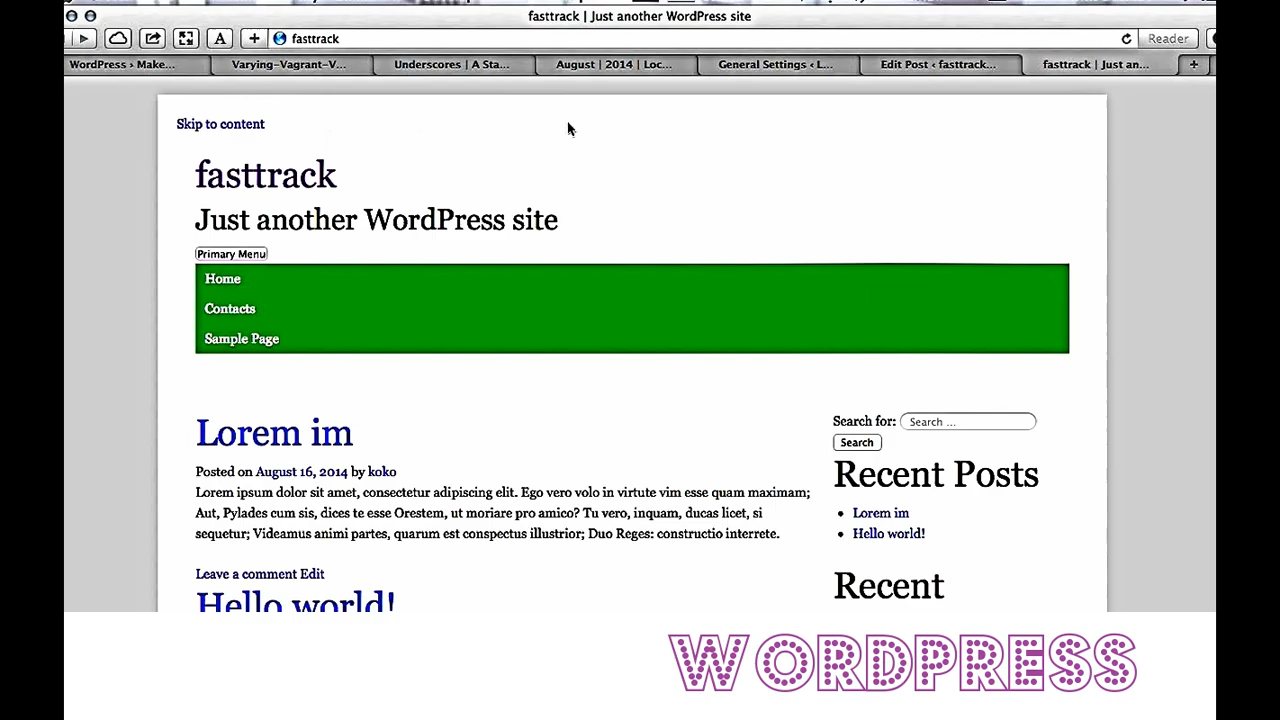 fasttrack | Just another WordPress site
A + fasttrack Reader
WordPress › Make... Varying-Vagrant-V... Underscores | A Sta... August | 2014 | Loc... General Settings ‹ L... Edit Post ‹ fasttrack... fasttrack | Just an... +
Skip to content
fasttrack
Just another WordPress site
Primary Menu
Home
Contacts
Sample Page
Lorem im
Posted on August 16, 2014 by koko
Lorem ipsum dolor sit amet, consectetur adipiscing elit. Ego vero volo in virtute vim esse quam maximam;
Aut, Pylades cum sis, dices te esse Orestem, ut moriare pro amico? Tu vero, inquam, ducas licet, si
sequetur; Videamus animi partes, quarum est conspectus illustrior; Duo Reges: constructio interrete.
Leave a comment Edit
Hello world!
Search for: Search ...
Search
Recent Posts
• Lorem im
• Hello world!
Recent
WORDPRESS